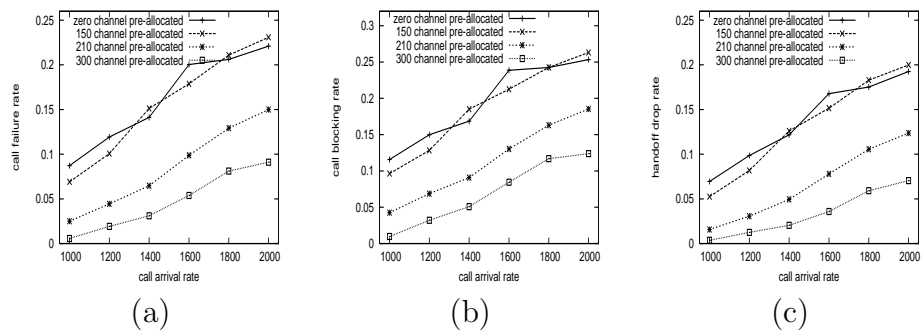 0.25
0.2
0.15
0.1
0.05
0
call failure rate
zero channel pre-allocated
150 channel pre-allocated
210 channel pre-allocated
300 channel pre-allocated
1000 1200 1400 1600 1800 2000
call arrival rate
(a)
0.3
0.25
0.2
0.15
0.1
0.05
0
call blocking rate
zero channel pre-allocated
150 channel pre-allocated
210 channel pre-allocated
300 channel pre-allocated
1000 1200 1400 1600 1800 2000
call arrival rate
(b)
0.25
0.2
0.15
0.1
0.05
0
handoff drop rate
zero channel pre-allocated
150 channel pre-allocated
210 channel pre-allocated
300 channel pre-allocated
1000 1200 1400 1600 1800 2000
call arrival rate
(c)